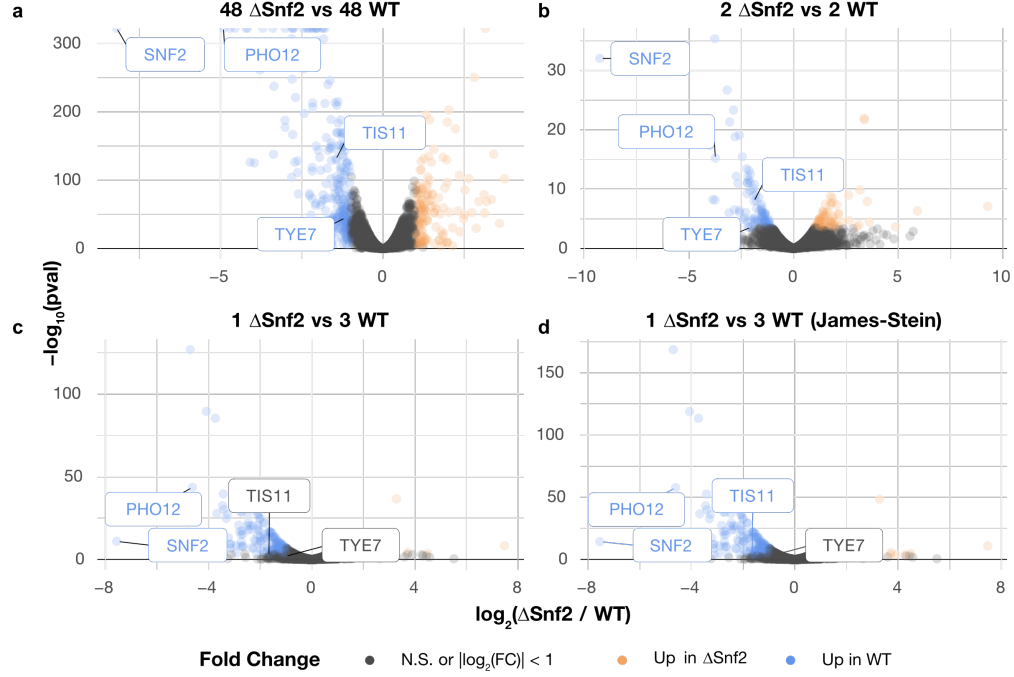 a
48 ΔSnf2 vs 48 WT
b
2 ΔSnf2 vs 2 WT
300
200
100
0
SNF2
PHO12
TIS11
TYE7
−5
0
30
20
10
0
SNF2
PHO12
TIS11
TYE7
−10
−5
0
5
10
−log10(pval)
c
1 ΔSnf2 vs 3 WT
d
1 ΔSnf2 vs 3 WT (James-Stein)
100
50
0
PHO12
TIS11
SNF2
TYE7
−8
−4
0
4
8
150
100
50
0
PHO12
TIS11
SNF2
TYE7
−8
−4
0
4
8
log2(ΔSnf2 / WT)
Fold Change
N.S. or |log2(FC)| < 1
Up in ΔSnf2
Up in WT